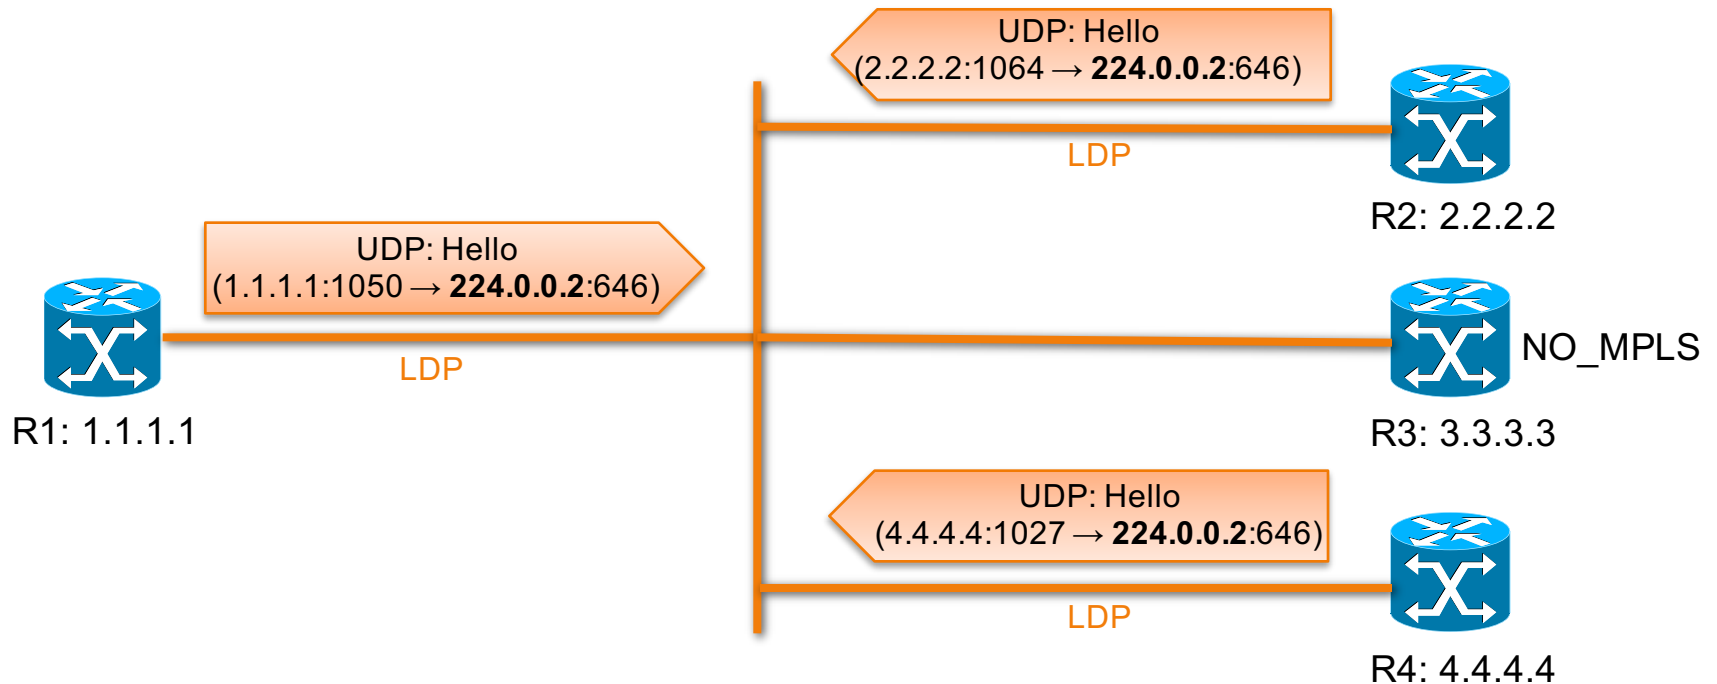 UDP: Hello
(2.2.2.2:1064 → 224.0.0.2:646)
LDP
R2: 2.2.2.2
UDP: Hello
(1.1.1.1:1050 → 224.0.0.2:646)
LDP
R1: 1.1.1.1
NO_MPLS
R3: 3.3.3.3
UDP: Hello
(4.4.4.4:1027 → 224.0.0.2:646)
LDP
R4: 4.4.4.4